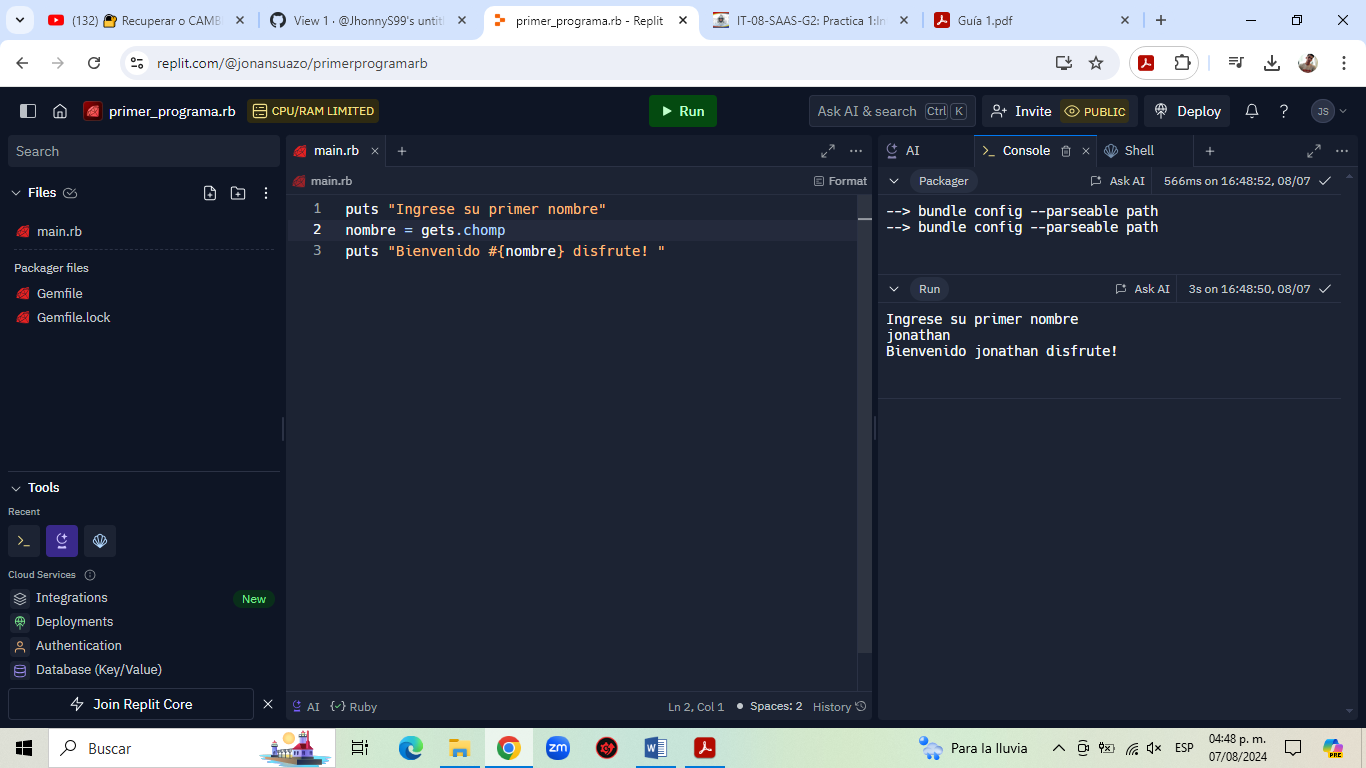 (132) 🔐 Recuperar o CAMB
View 1 · @JhonnyS99's untitl
primer_programa.rb - Replit
IT-08-SAAS-G2: Practica 1:In
Guía 1.pdf
replit.com/@jonansuazo/primerprogramarb
primer_programa.rb
CPU/RAM LIMITED
Run
Ask AI & search Ctrl K
Invite
PUBLIC
Deploy
JS
Search
Files
main.rb
Packager files
Gemfile
Gemfile.lock
Tools
Recent
Cloud Services
Integrations New
Deployments
Authentication
Database (Key/Value)
Join Replit Core
main.rb
main.rb Format
1 puts "Ingrese su primer nombre"
2 nombre = gets.chomp
3 puts "Bienvenido #{nombre} disfrute! "
AI Ruby Ln 2, Col 1 Spaces: 2 History
AI Console Shell
Packager Ask AI 566ms on 16:48:52, 08/07
--> bundle config --parseable path
--> bundle config --parseable path
Run Ask AI 3s on 16:48:50, 08/07
Ingrese su primer nombre
jonathan
Bienvenido jonathan disfrute!
Buscar
zm
W
PRE
Para la lluvia
ESP
04:48 p. m.
07/08/2024